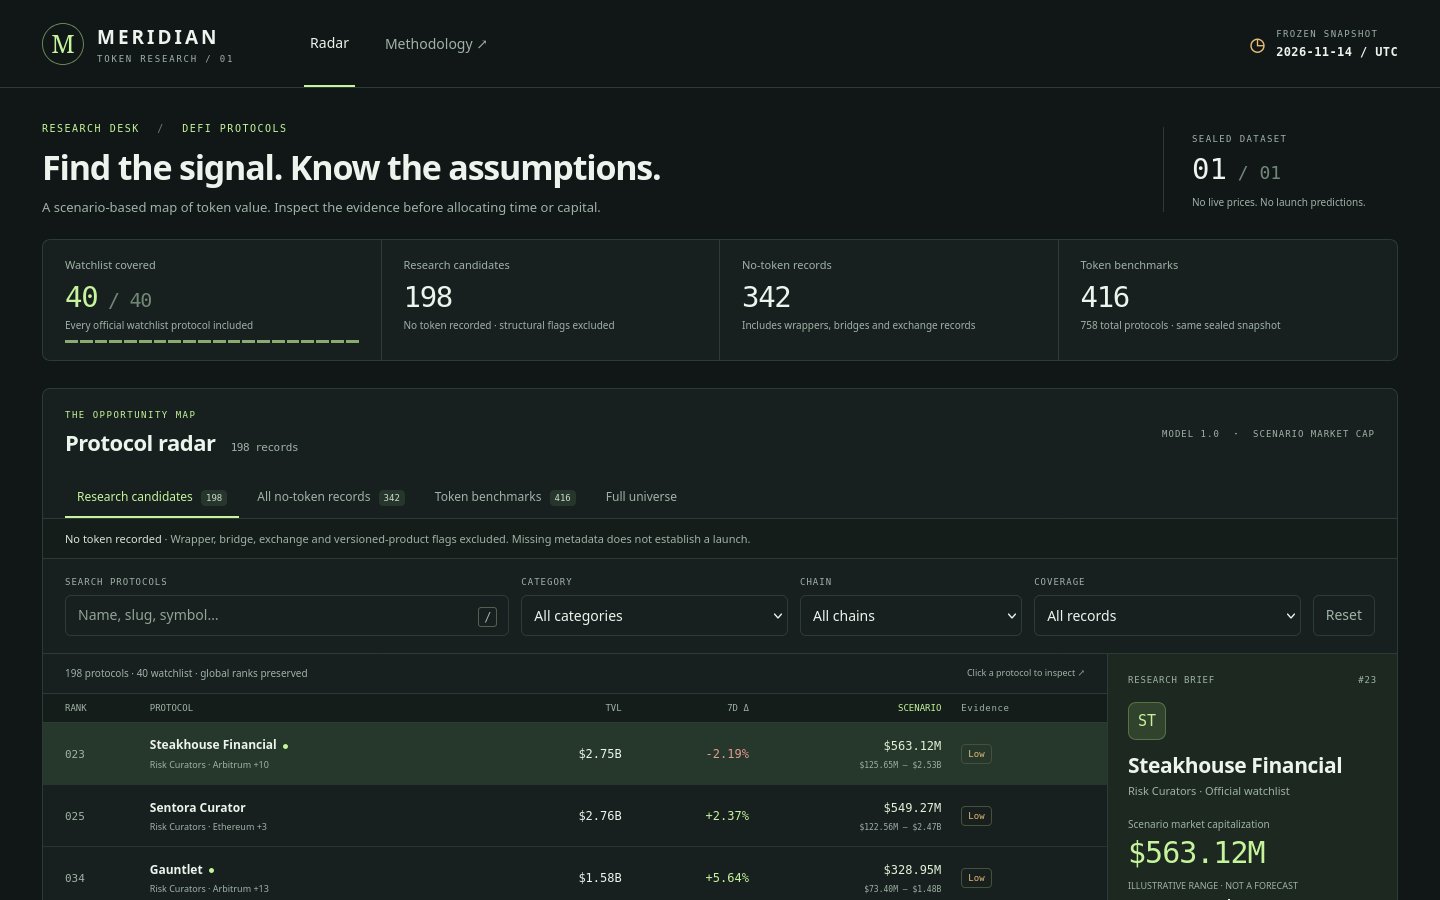 M
MERIDIAN
TOKEN RESEARCH / 01
Radar
Methodology ↗
FROZEN SNAPSHOT
2026-11-14 / UTC
RESEARCH DESK / DEFI PROTOCOLS
Find the signal. Know the assumptions.
A scenario-based map of token value. Inspect the evidence before allocating time or capital.
SEALED DATASET
01 / 01
No live prices. No launch predictions.
Watchlist covered
40 / 40
Every official watchlist protocol included
Research candidates
198
No token recorded · structural flags excluded
No-token records
342
Includes wrappers, bridges and exchange records
Token benchmarks
416
758 total protocols · same sealed snapshot
THE OPPORTUNITY MAP
Protocol radar 198 records
MODEL 1.0 · SCENARIO MARKET CAP
Research candidates 198 All no-token records 342 Token benchmarks 416 Full universe
No token recorded · Wrapper, bridge, exchange and versioned-product flags excluded. Missing metadata does not establish a launch.
SEARCH PROTOCOLS CATEGORY CHAIN COVERAGE
Name, slug, symbol... / All categories All chains All records Reset
198 protocols · 40 watchlist · global ranks preserved Click a protocol to inspect ↗
RANK PROTOCOL TVL 7D Δ SCENARIO Evidence
023 Steakhouse Financial $2.75B -2.19% $563.12M Low
Risk Curators · Arbitrum +10 $125.65M — $2.53B
025 Sentora Curator $2.76B +2.37% $549.27M Low
Risk Curators · Ethereum +3 $122.56M — $2.47B
034 Gauntlet $1.58B +5.64% $328.95M Low
Risk Curators · Arbitrum +13 $73.40M — $1.48B
RESEARCH BRIEF #23
ST
Steakhouse Financial
Risk Curators · Official watchlist
Scenario market capitalization
$563.12M
ILLUSTRATIVE RANGE · NOT A FORECAST